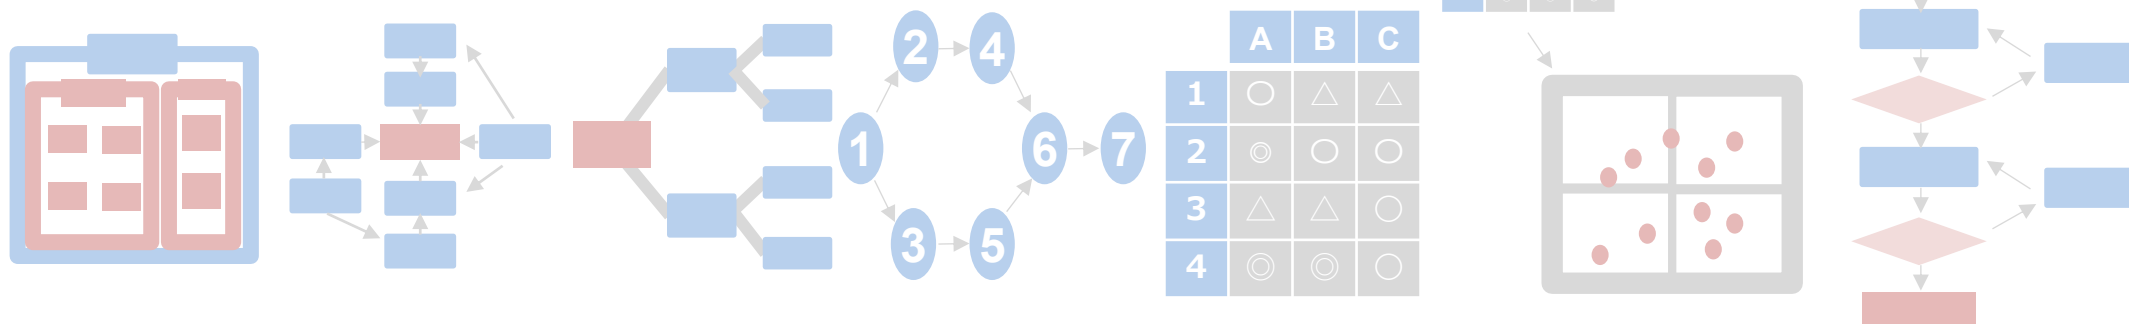 2 4
1 6 7
3 5
A B C
1 ○ △ △
2 ◎ ○ ○
3 △ △ ○
4 ◎ ◎ ○